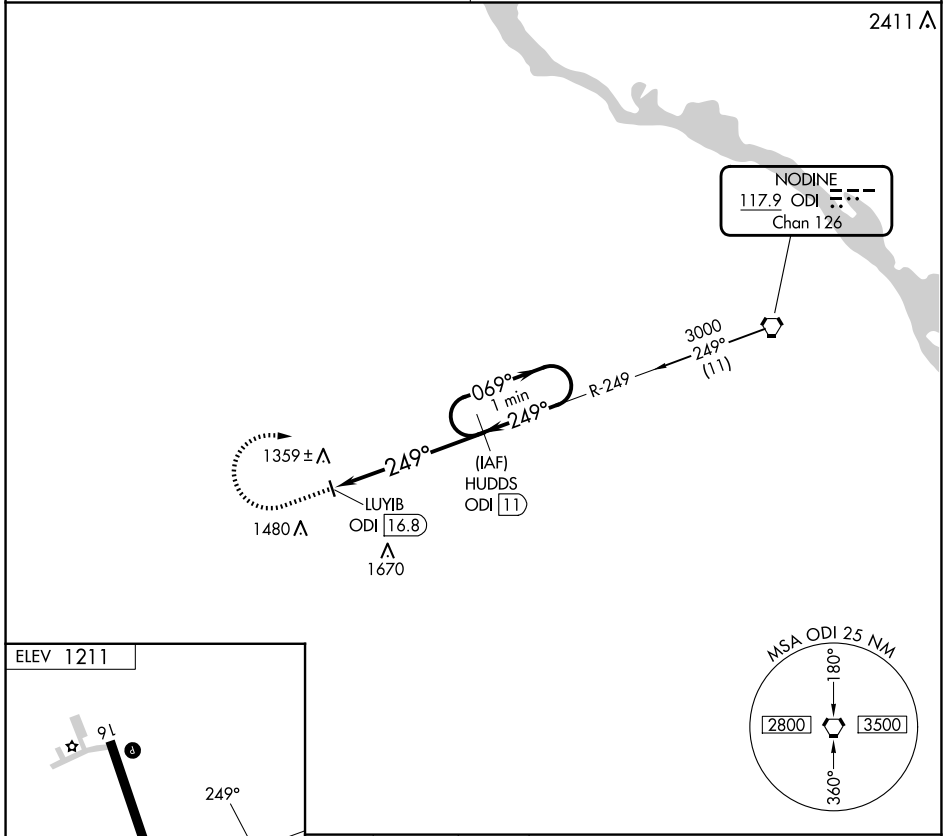 2411
NODINE
117.9 ODI
Chan 126
3000
249°
(11)
R-249
069°
1 min
249°
(IAF)
HUDDS
ODI 11
249°
1359 ±
LUYIB
ODI 16.8
1480
1670
ELEV 1211
16
P
249°
MSA ODI 25 NM
180°
2800
3500
360°